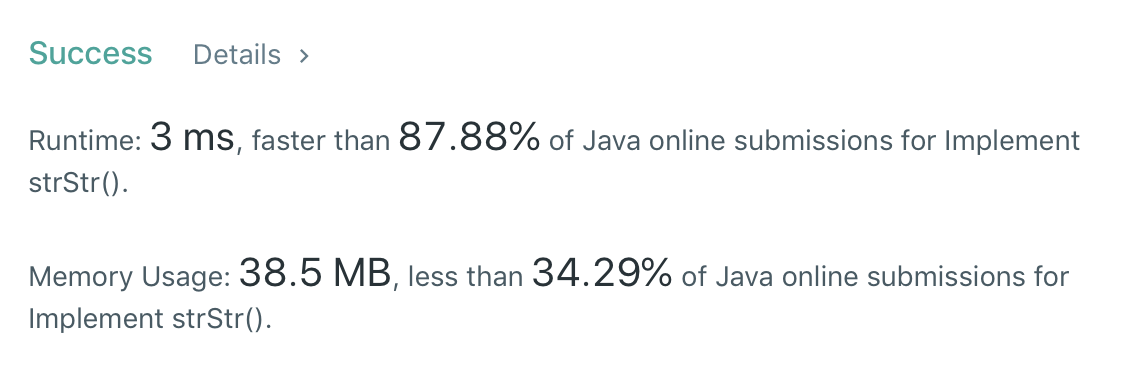 Success Details >
Runtime: 3 ms, faster than 87.88% of Java online submissions for Implement
strStr().
Memory Usage: 38.5 MB, less than 34.29% of Java online submissions for
Implement strStr().